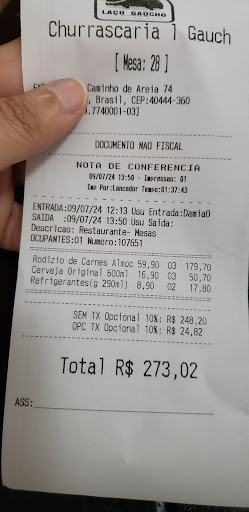 LAÇO GAUCHO
Churrascaria 1 Gauch
[ Mesa: 28 ]
Caminho de Areia 74
, Brasil, CEP:40444-360
.7740001-03]
DOCUMENTO NAO FISCAL
NOTA DE CONFERENCIA
09/07/24 13:50 - Impressoes: 01
Imp Por:Lancador Tempo:01:37:43
ENTRADA:09/07/24 12:13 Usu Entrada:Damia0
SAIDA :09/07/24 13:50 Usu Saida:
Descricao: Restaurante- Mesas
OCUPANTES:01 Numero:107651
Rodizio de Carnes Almoc 59,90 03 179,70
Cerveja Original 600ml 16,90 03 50,70
Refrigerantes(g 290ml) 8,90 02 17,80
SEM TX Opcional 10%: R$ 248,20
OPC TX Opcional 10%: R$ 24,82
Total R$ 273,02
ASS: